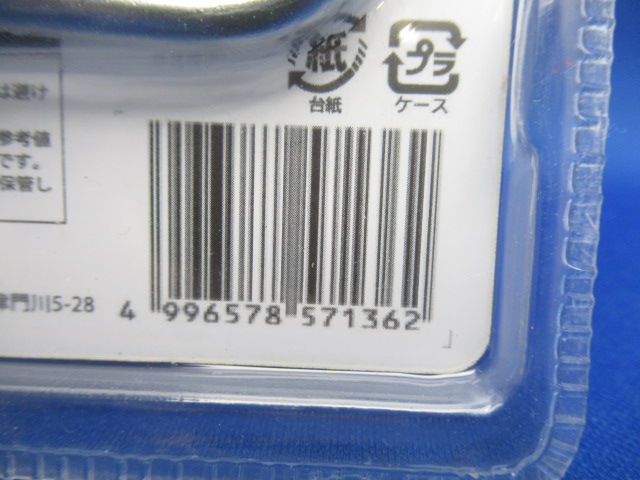 紙
プラ
台紙
ケース
は避け
参考値
です。
保管し
門川5-28
4 996578 571362